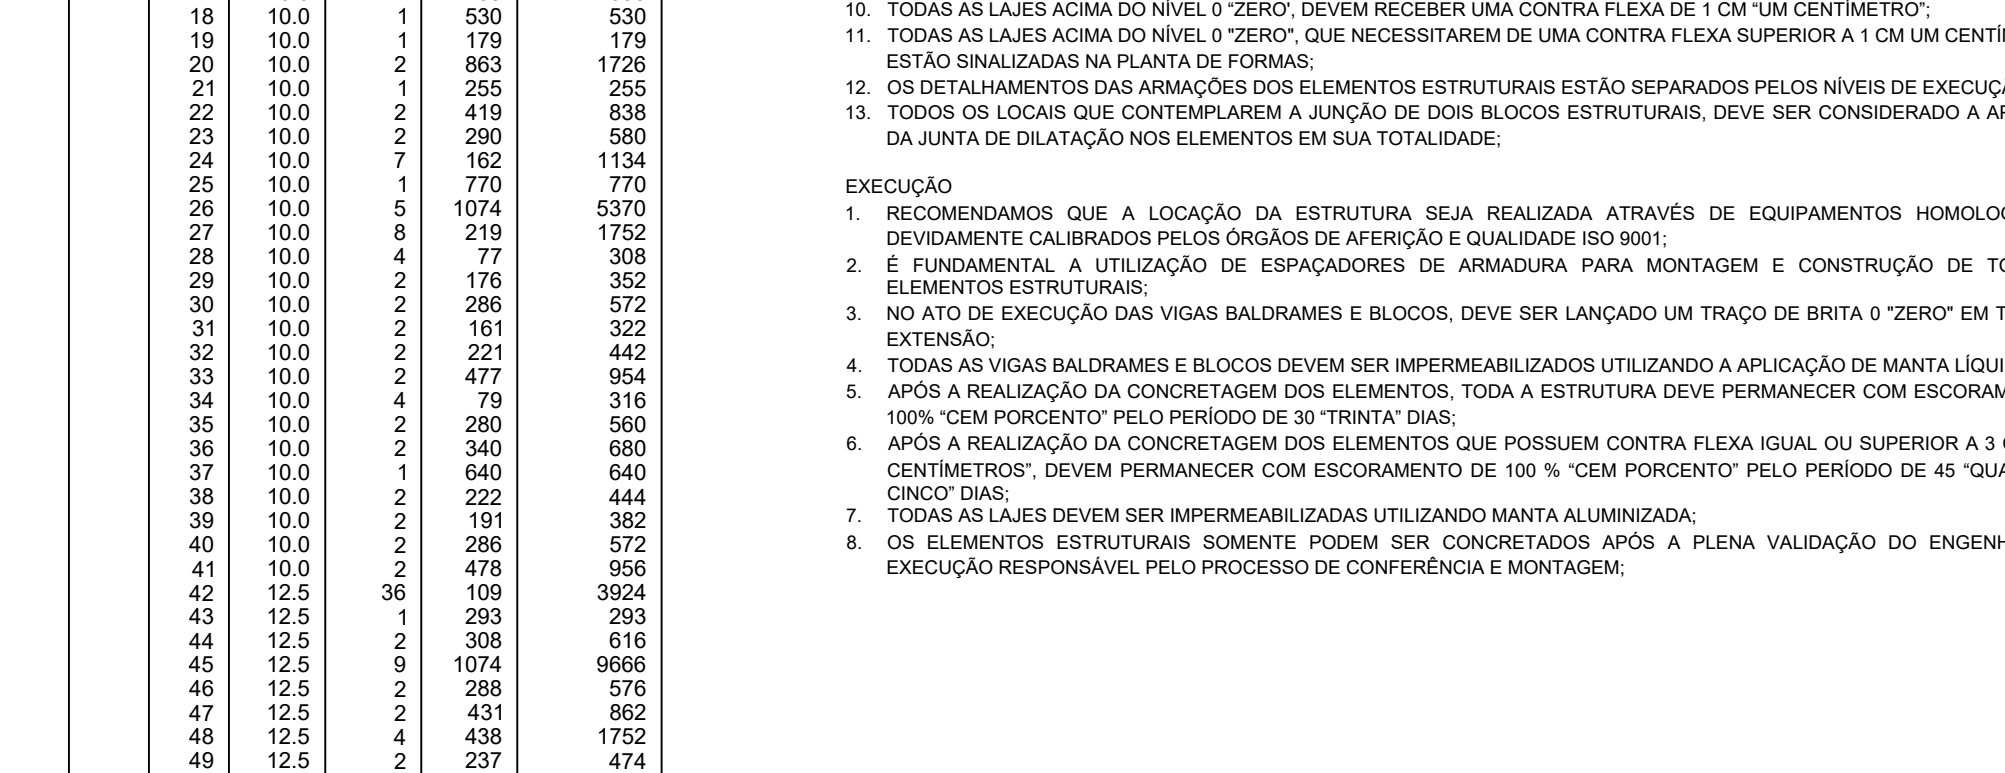 18 10.0 1 530 530
19 10.0 1 179 179
20 10.0 2 863 1726
21 10.0 1 255 255
22 10.0 2 419 838
23 10.0 2 290 580
24 10.0 7 162 1134
25 10.0 1 770 770
26 10.0 5 1074 5370
27 10.0 8 219 1752
28 10.0 4 77 308
29 10.0 2 176 352
30 10.0 2 286 572
31 10.0 2 161 322
32 10.0 2 221 442
33 10.0 2 477 954
34 10.0 4 79 316
35 10.0 2 280 560
36 10.0 2 340 680
37 10.0 1 640 640
38 10.0 2 222 444
39 10.0 2 191 382
40 10.0 2 286 572
41 10.0 2 478 956
42 12.5 36 109 3924
43 12.5 1 293 293
44 12.5 2 308 616
45 12.5 9 1074 9666
46 12.5 2 288 576
47 12.5 2 431 862
48 12.5 4 438 1752
49 12.5 2 237 474
10. TODAS AS LAJES ACIMA DO NÍVEL 0 “ZERO', DEVEM RECEBER UMA CONTRA FLEXA DE 1 CM “UM CENTÍMETRO”;
11. TODAS AS LAJES ACIMA DO NÍVEL 0 "ZERO", QUE NECESSITAREM DE UMA CONTRA FLEXA SUPERIOR A 1 CM UM
ESTÃO SINALIZADAS NA PLANTA DE FORMAS;
12. OS DETALHAMENTOS DAS ARMAÇÕES DOS ELEMENTOS ESTRUTURAIS ESTÃO SEPARADOS PELOS NÍVEIS DE
13. TODOS OS LOCAIS QUE CONTEMPLAREM A JUNÇÃO DE DOIS BLOCOS ESTRUTURAIS, DEVE SER CONSIDERADO A
DA JUNTA DE DILATAÇÃO NOS ELEMENTOS EM SUA TOTALIDADE;
EXECUÇÃO
1. RECOMENDAMOS QUE A LOCAÇÃO DA ESTRUTURA SEJA REALIZADA ATRAVÉS DE EQUIPAMENTOS
DEVIDAMENTE CALIBRADOS PELOS ÓRGÃOS DE AFERIÇÃO E QUALIDADE ISO 9001;
2. É FUNDAMENTAL A UTILIZAÇÃO DE ESPAÇADORES DE ARMADURA PARA MONTAGEM E CONSTRUÇÃO DE
ELEMENTOS ESTRUTURAIS;
3. NO ATO DE EXECUÇÃO DAS VIGAS BALDRAMES E BLOCOS, DEVE SER LANÇADO UM TRAÇO DE BRITA 0 "ZERO" EM
EXTENSÃO;
4. TODAS AS VIGAS BALDRAMES E BLOCOS DEVEM SER IMPERMEABILIZADOS UTILIZANDO A APLICAÇÃO DE MANTA
5. APÓS A REALIZAÇÃO DA CONCRETAGEM DOS ELEMENTOS, TODA A ESTRUTURA DEVE PERMANECER COM
100% “CEM PORCENTO” PELO PERÍODO DE 30 “TRINTA” DIAS;
6. APÓS A REALIZAÇÃO DA CONCRETAGEM DOS ELEMENTOS QUE POSSUEM CONTRA FLEXA IGUAL OU SUPERIOR A 3
CENTÍMETROS”, DEVEM PERMANECER COM ESCORAMENTO DE 100 % “CEM PORCENTO” PELO PERÍODO DE 45
CINCO” DIAS;
7. TODAS AS LAJES DEVEM SER IMPERMEABILIZADAS UTILIZANDO MANTA ALUMINIZADA;
8. OS ELEMENTOS ESTRUTURAIS SOMENTE PODEM SER CONCRETADOS APÓS A PLENA VALIDAÇÃO DO
EXECUÇÃO RESPONSÁVEL PELO PROCESSO DE CONFERÊNCIA E MONTAGEM;